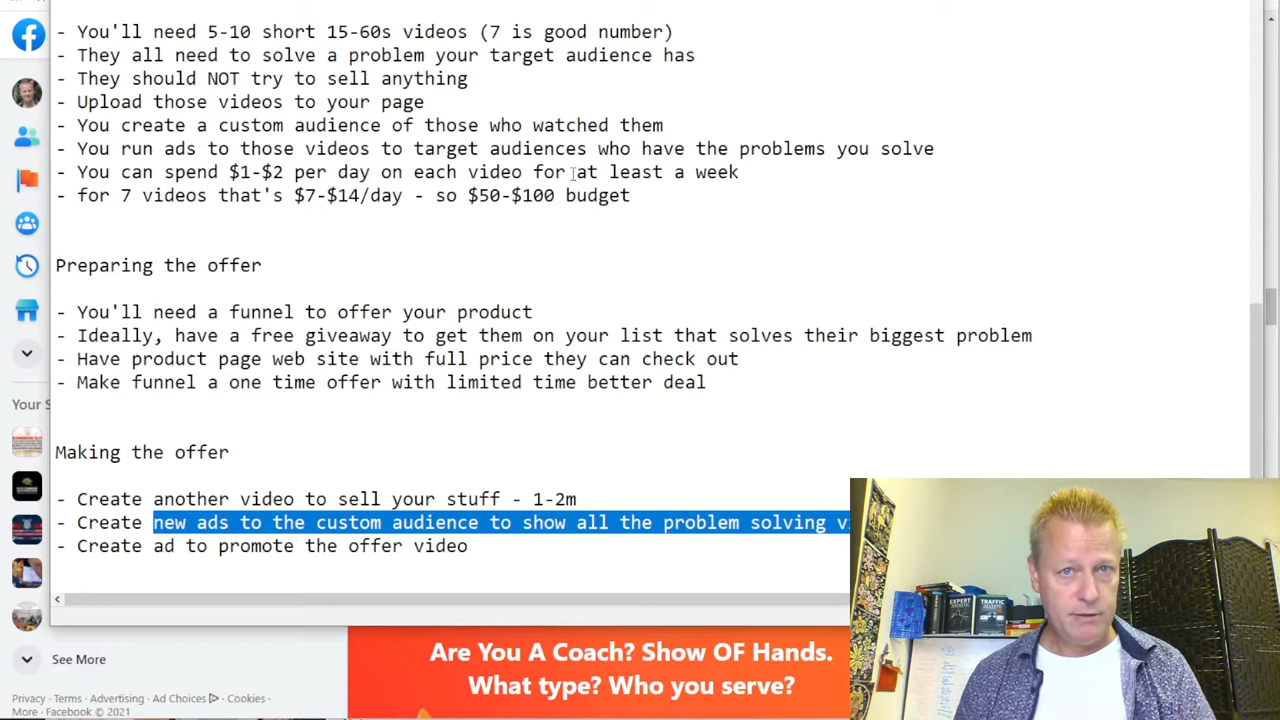 - You'll need 5-10 short 15-60s videos (7 is good number)
- They all need to solve a problem your target audience has
- They should NOT try to sell anything
- Upload those videos to your page
- You create a custom audience of those who watched them
- You run ads to those videos to target audiences who have the problems you solve
- You can spend $1-$2 per day on each video for at least a week
- for 7 videos that's $7-$14/day - so $50-$100 budget
Preparing the offer
- You'll need a funnel to offer your product
- Ideally, have a free giveaway to get them on your list that solves their biggest problem
- Have product page web site with full price they can check out
- Make funnel a one time offer with limited time better deal
Making the offer
- Create another video to sell your stuff - 1-2m
- Create new ads to the custom audience to show all the problem solving v
- Create ad to promote the offer video
Your S
See More
Privacy · Terms · Advertising · Ad Choices · Cookies ·
More · Facebook © 2021
Are You A Coach? Show OF Hands.
What type? Who you serve?
EXPERT
SECRETS
TRAFFIC
SECRETS